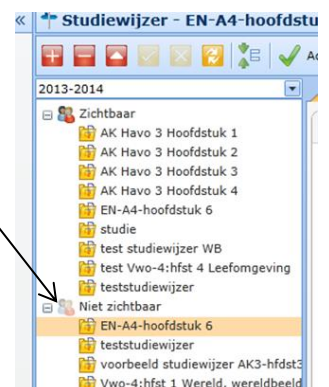 Studiewijzer - EN-A4-hoofdstu
2013-2014
Zichtbaar
AK Havo 3 Hoofdstuk 1
AK Havo 3 Hoofdstuk 2
AK Havo 3 Hoofdstuk 3
AK Havo 3 Hoofdstuk 4
EN-A4-hoofdstuk 6
studie
test studiewijzer WB
test Vwo-4:hfst 4 Leefomgeving
teststudiewijzer
Niet zichtbaar
EN-A4-hoofdstuk 6
teststudiewijzer
voorbeeld studiewijzer AK3-hfdst3
Vwo-4:hfst 1 Wereld, wereldbeeld